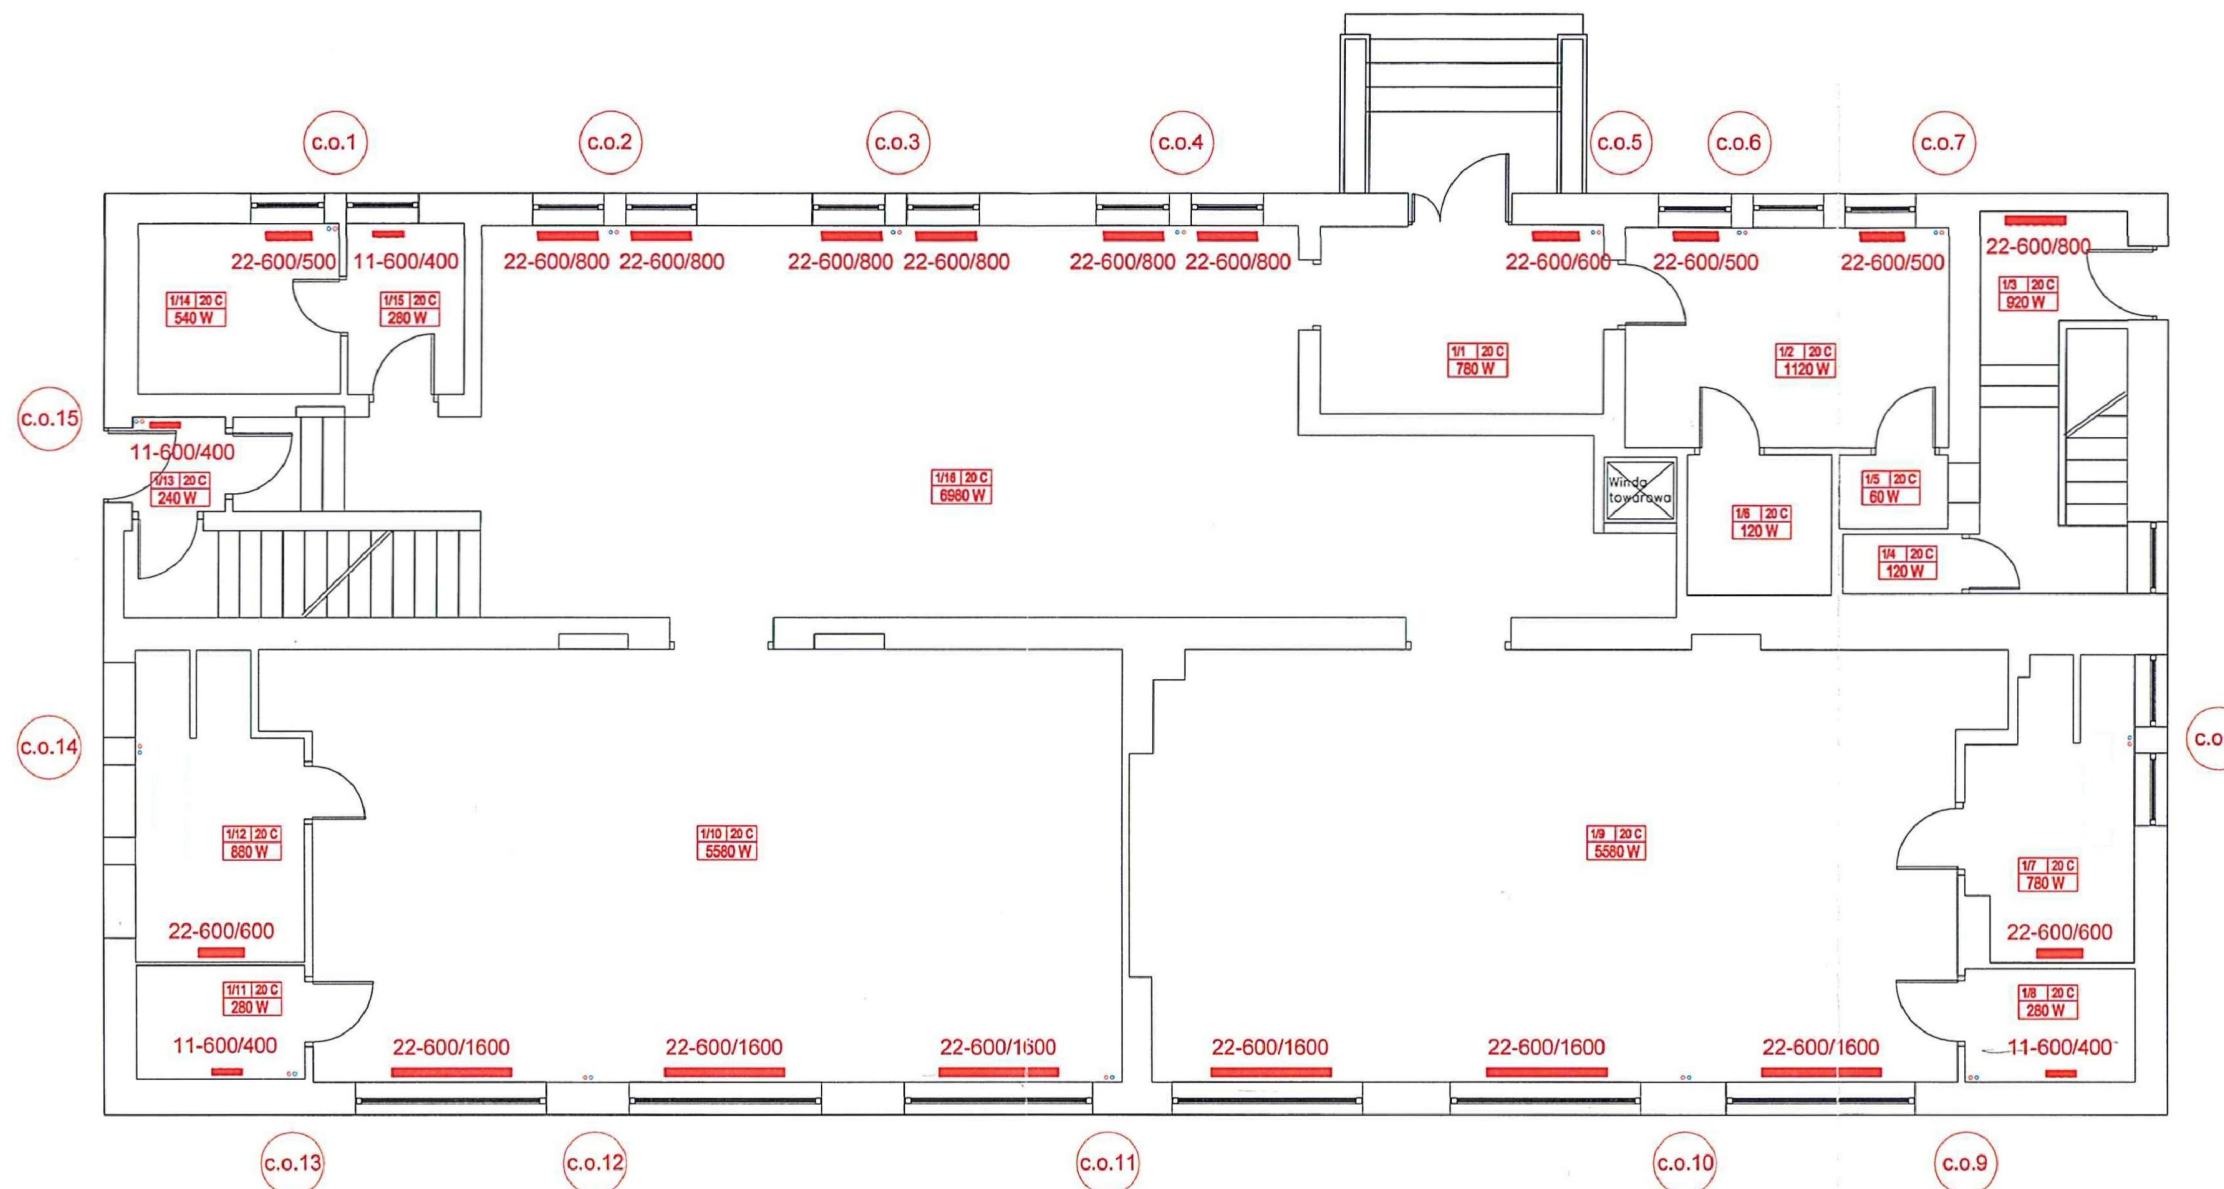 c.o.1
c.o.2
c.o.3
c.o.4
c.o.5
c.o.6
c.o.7
22-600/500
11-600/400
22-600/800
22-600/800
22-600/800
22-600/800
22-600/800
22-600/800
22-600/600
22-600/500
22-600/500
22-600/800
1/14 20 C
540 W
1/15 20 C
280 W
1/3 20 C
920 W
1/1 20 C
780 W
1/2 20 C
1120 W
c.o.15
11-600/400
1/13 20 C
240 W
1/16 20 C
6980 W
Winda
towarowa
1/5 20 C
60 W
1/6 20 C
120 W
1/4 20 C
120 W
c.o.14
c.o
1/12 20 C
880 W
1/10 20 C
5580 W
1/9 20 C
5580 W
1/7 20 C
780 W
22-600/600
22-600/600
1/11 20 C
280 W
1/8 20 C
280 W
11-600/400
22-600/1600
22-600/1600
22-600/1600
22-600/1600
22-600/1600
22-600/1600
11-600/400
c.o.13
c.o.12
c.o.11
c.o.10
c.o.9